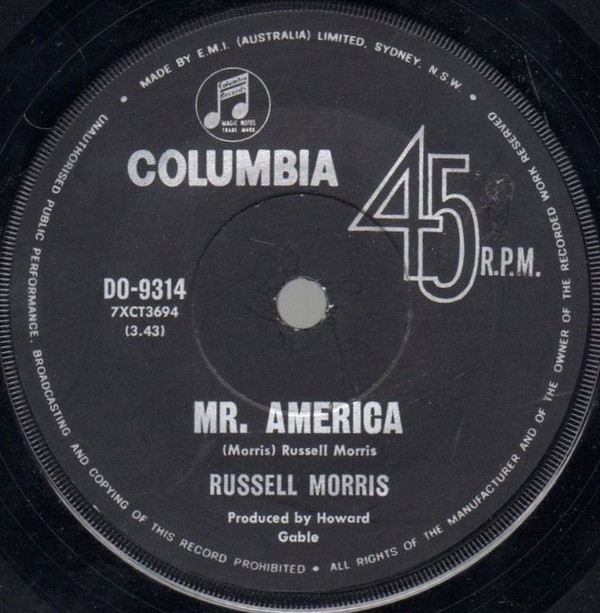 MADE BY E.M.I. (AUSTRALIA) LIMITED, SYDNEY, N.S.W. •
Columbia
Records
MAGIC NOTES
TRADE MARK
COLUMBIA
45 R.P.M.
DO-9314
7XCT3694
(3.43)
MR. AMERICA
(Morris) Russell Morris
RUSSELL MORRIS
Produced by Howard
Gable
• UNAUTHORISED PUBLIC PERFORMANCE, BROADCASTING AND COPYING OF THIS RECORD PROHIBITED • ALL RIGHTS OF THE MANUFACTURER AND OF THE OWNER OF THE RECORDED WORK RESERVED